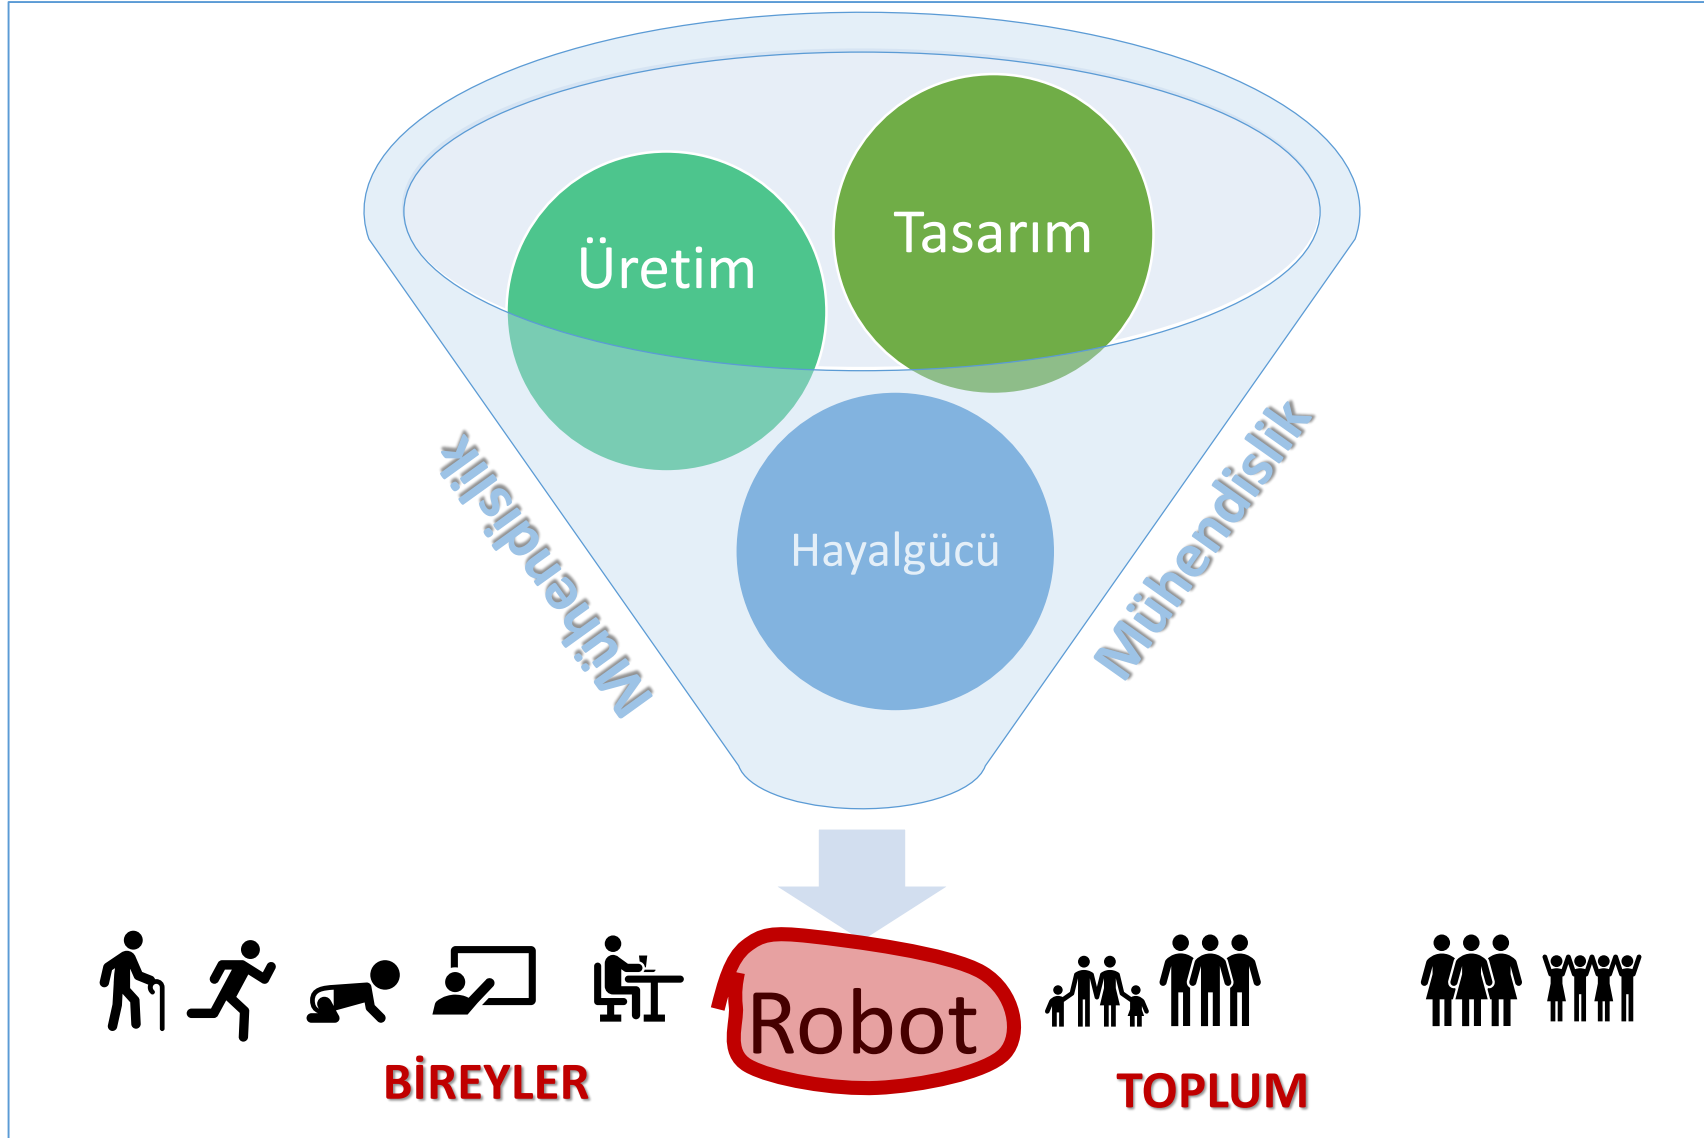 Tasarım
Üretim
Hayalgücü
Mühendislik
Mühendislik
Robot
BİREYLER
TOPLUM